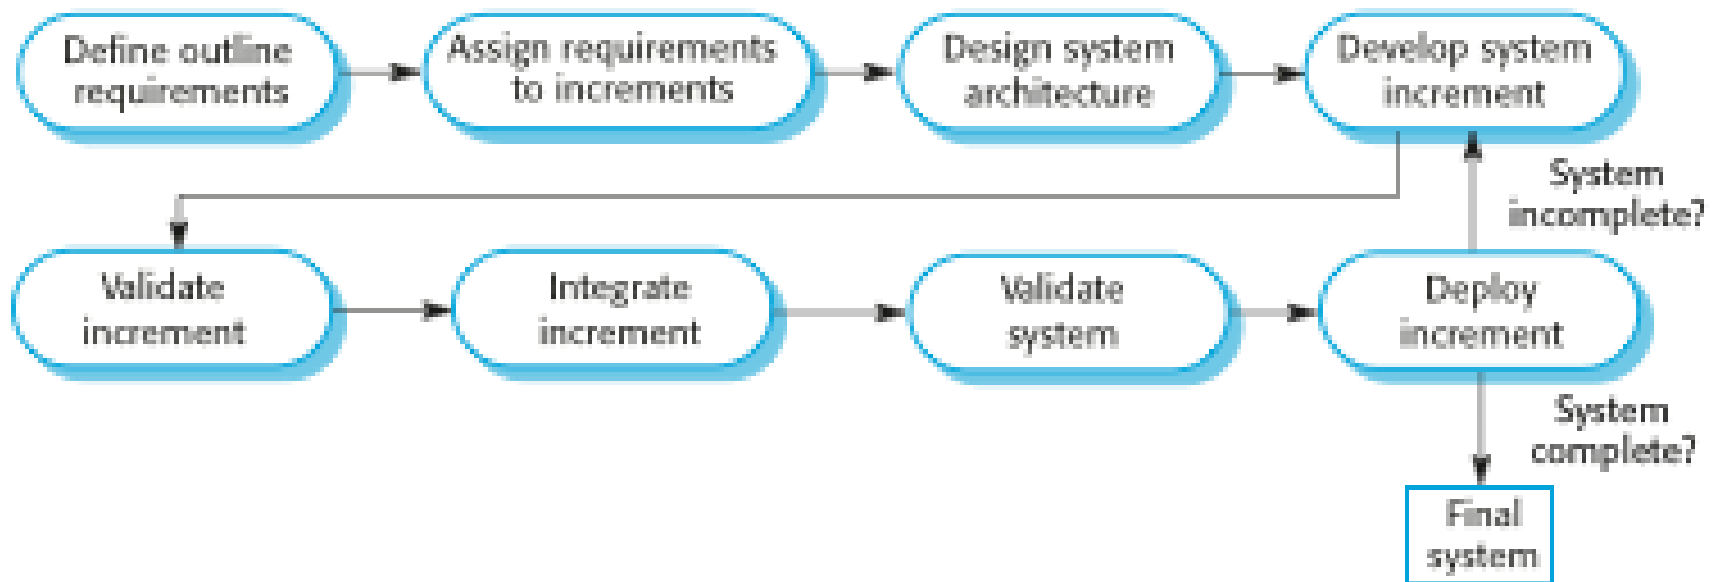 Define outline
requirements
Assign requirements
to increments
Design system
architecture
Develop system
increment
System
incomplete?
Validate
increment
Integrate
increment
Validate
system
Deploy
increment
System
complete?
Final
system